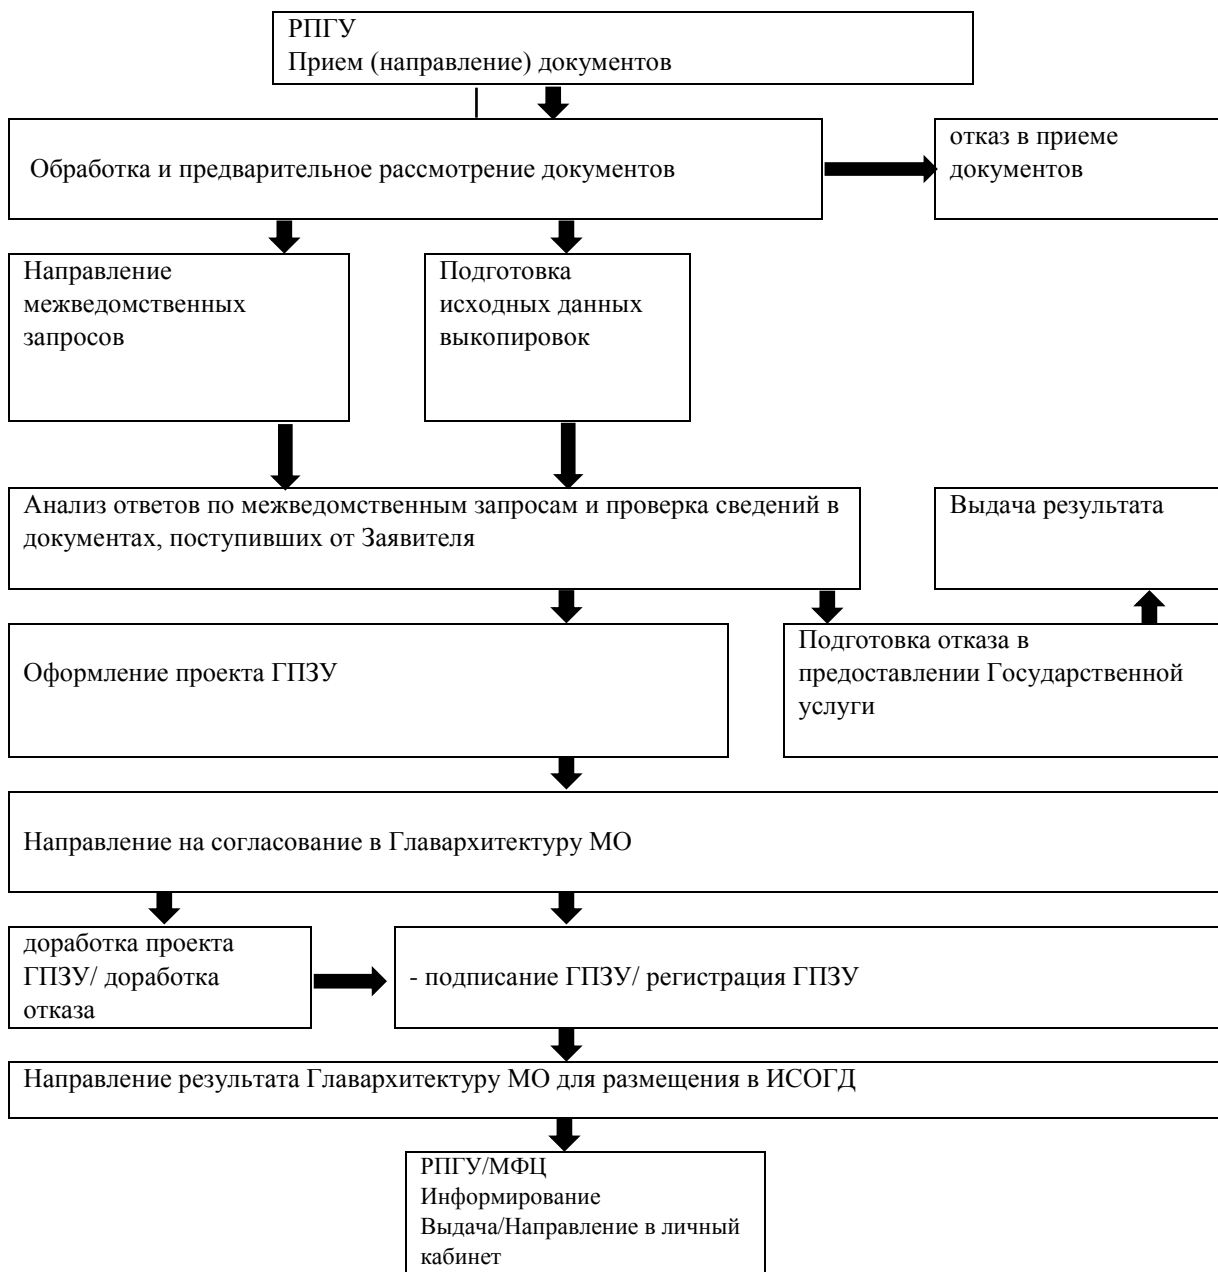 РПГУ
Прием (направление) документов
Обработка и предварительное рассмотрение документов
отказ в приеме
документов
Направление
межведомственных
запросов
Подготовка
исходных данных
выкопировок
Анализ ответов по межведомственным запросам и проверка сведений в
документах, поступивших от Заявителя
Выдача результата
Оформление проекта ГПЗУ
Подготовка отказа в
предоставлении Государственной
услуги
Направление на согласование в Главархитектуру МО
доработка проекта
ГПЗУ/ доработка
отказа
- подписание ГПЗУ/ регистрация ГПЗУ
Направление результата Главархитектуру МО для размещения в ИСОГД
РПГУ/МФЦ
Информирование
Выдача/Направление в личный
кабинет